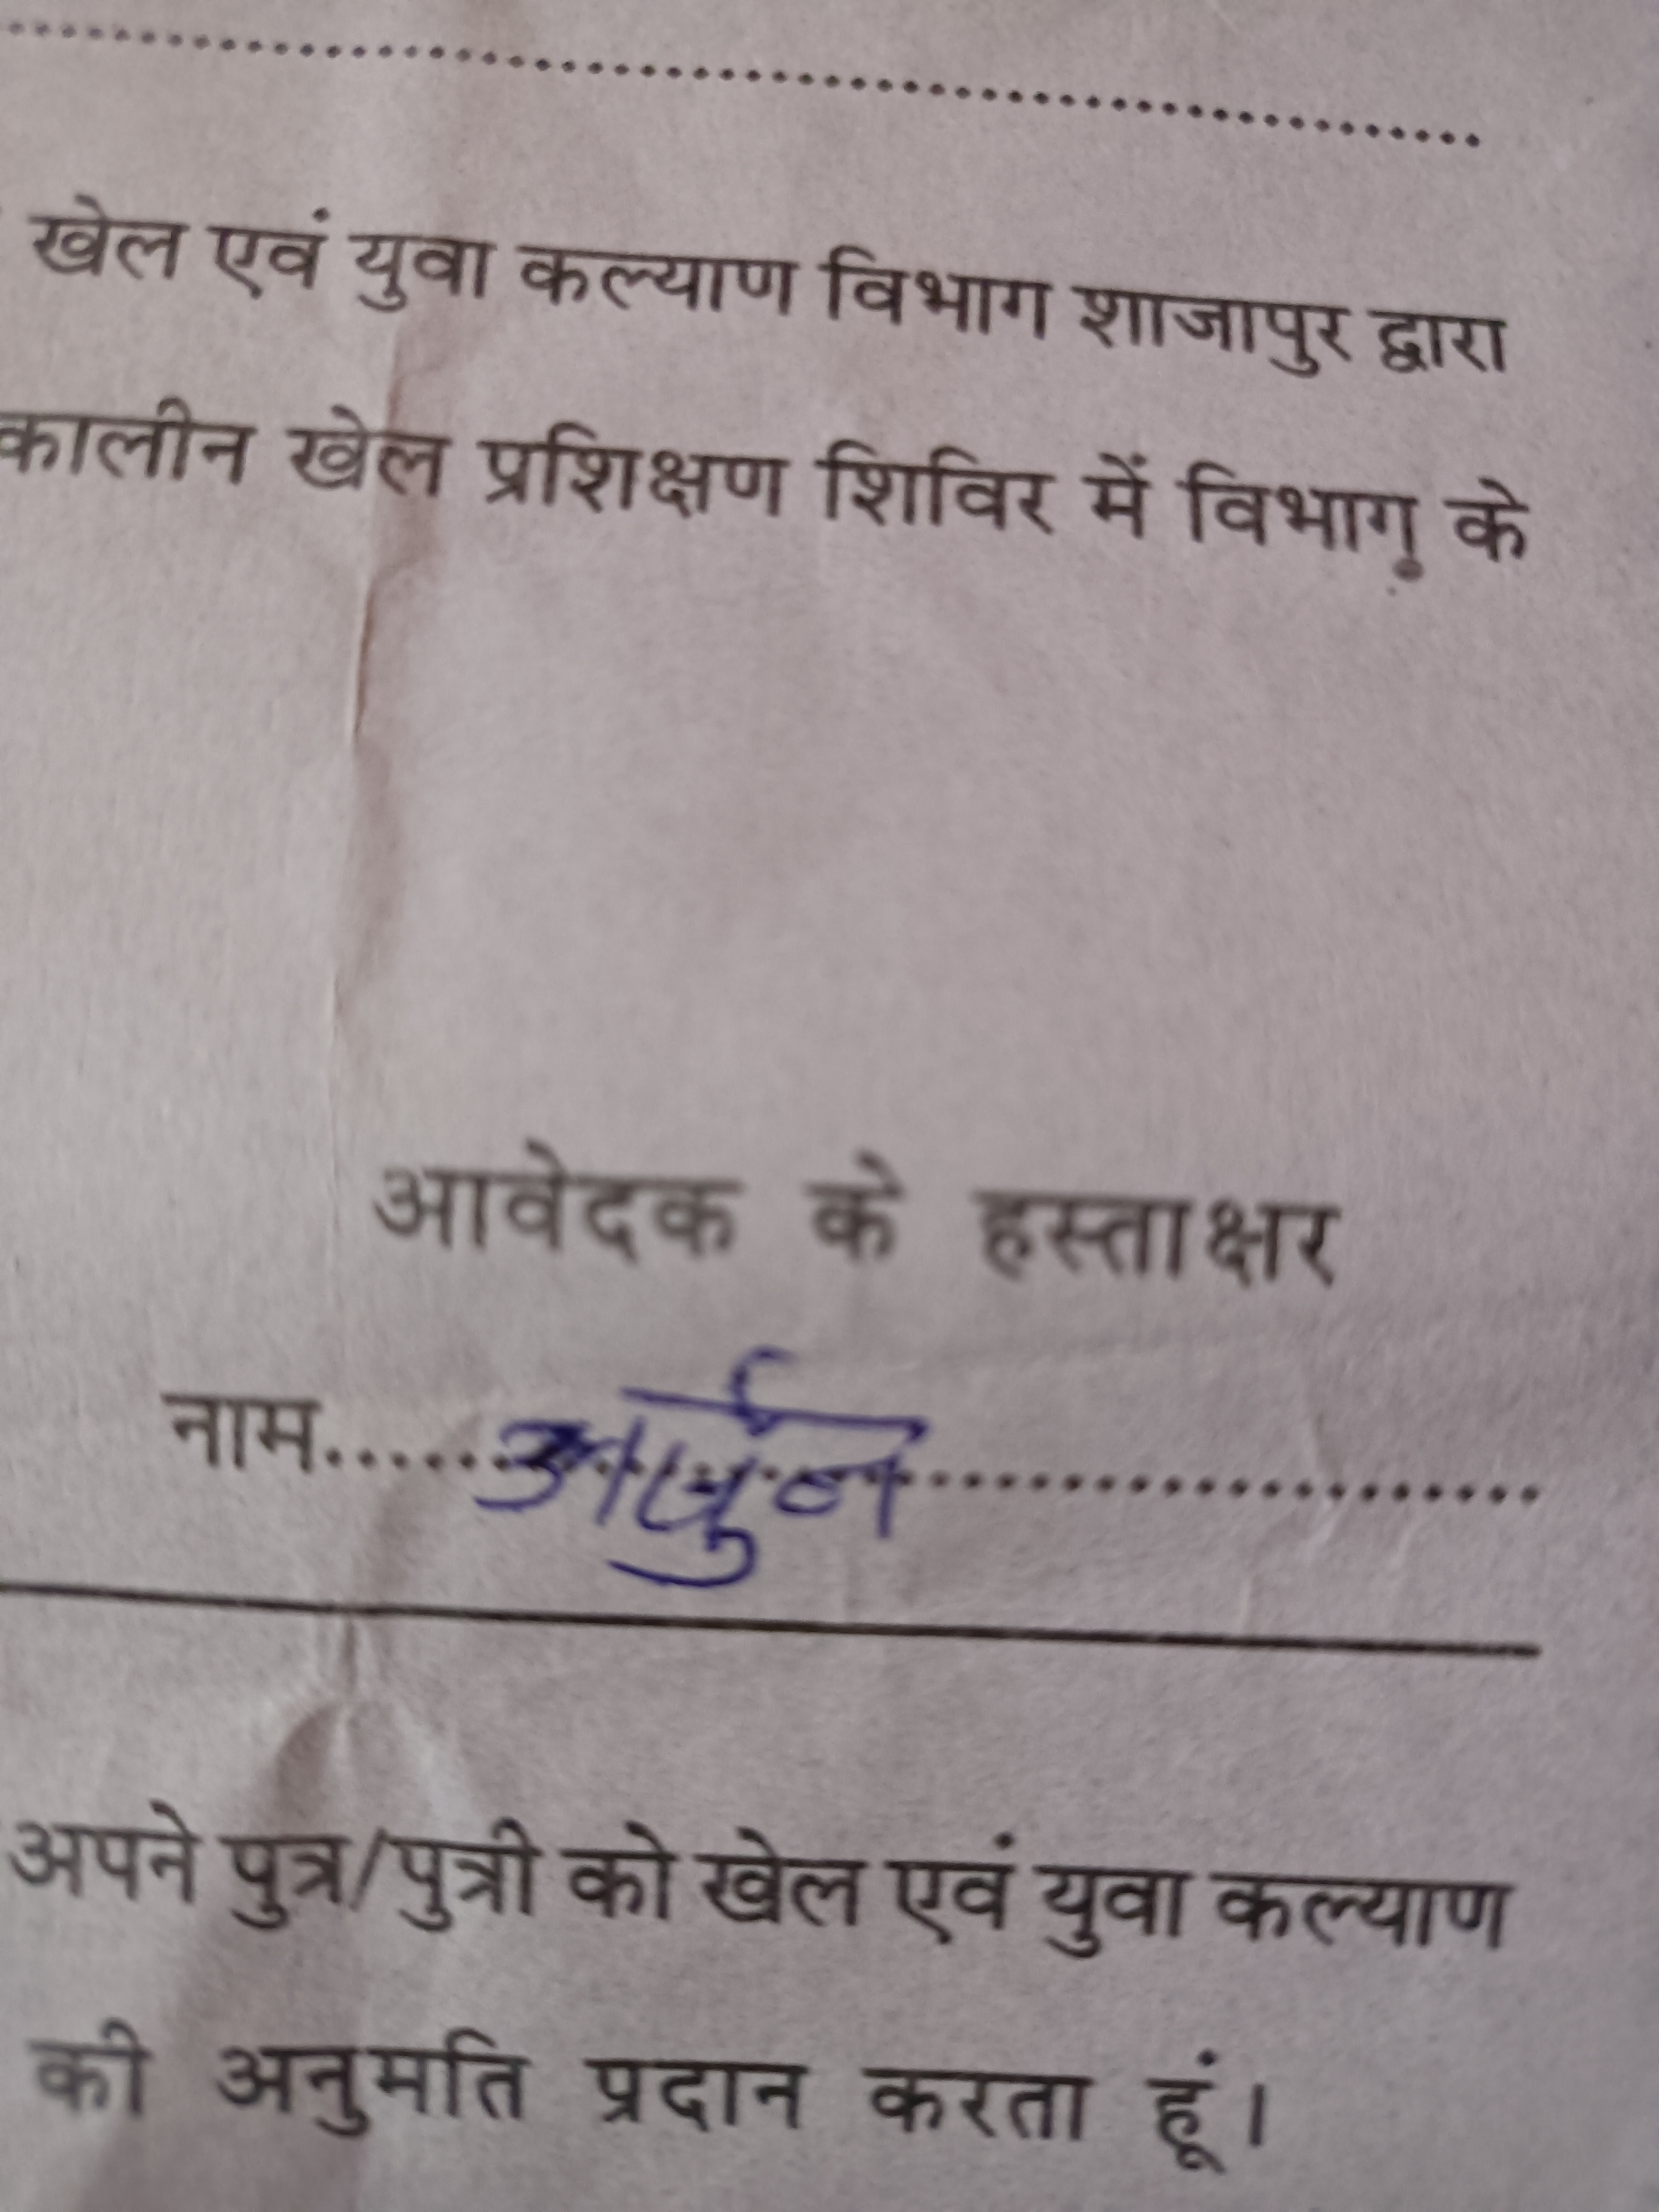 खेल एवं युवा कल्याण विभाग शाजापुर द्वारा
कालीन खेल प्रशिक्षण शिविर में विभाग के
आवेदक के हस्ताक्षर
नाम..... अर्जुन .....................
अपने पुत्र/पुत्री को खेल एवं युवा कल्याण
की अनुमति प्रदान करता हूं।